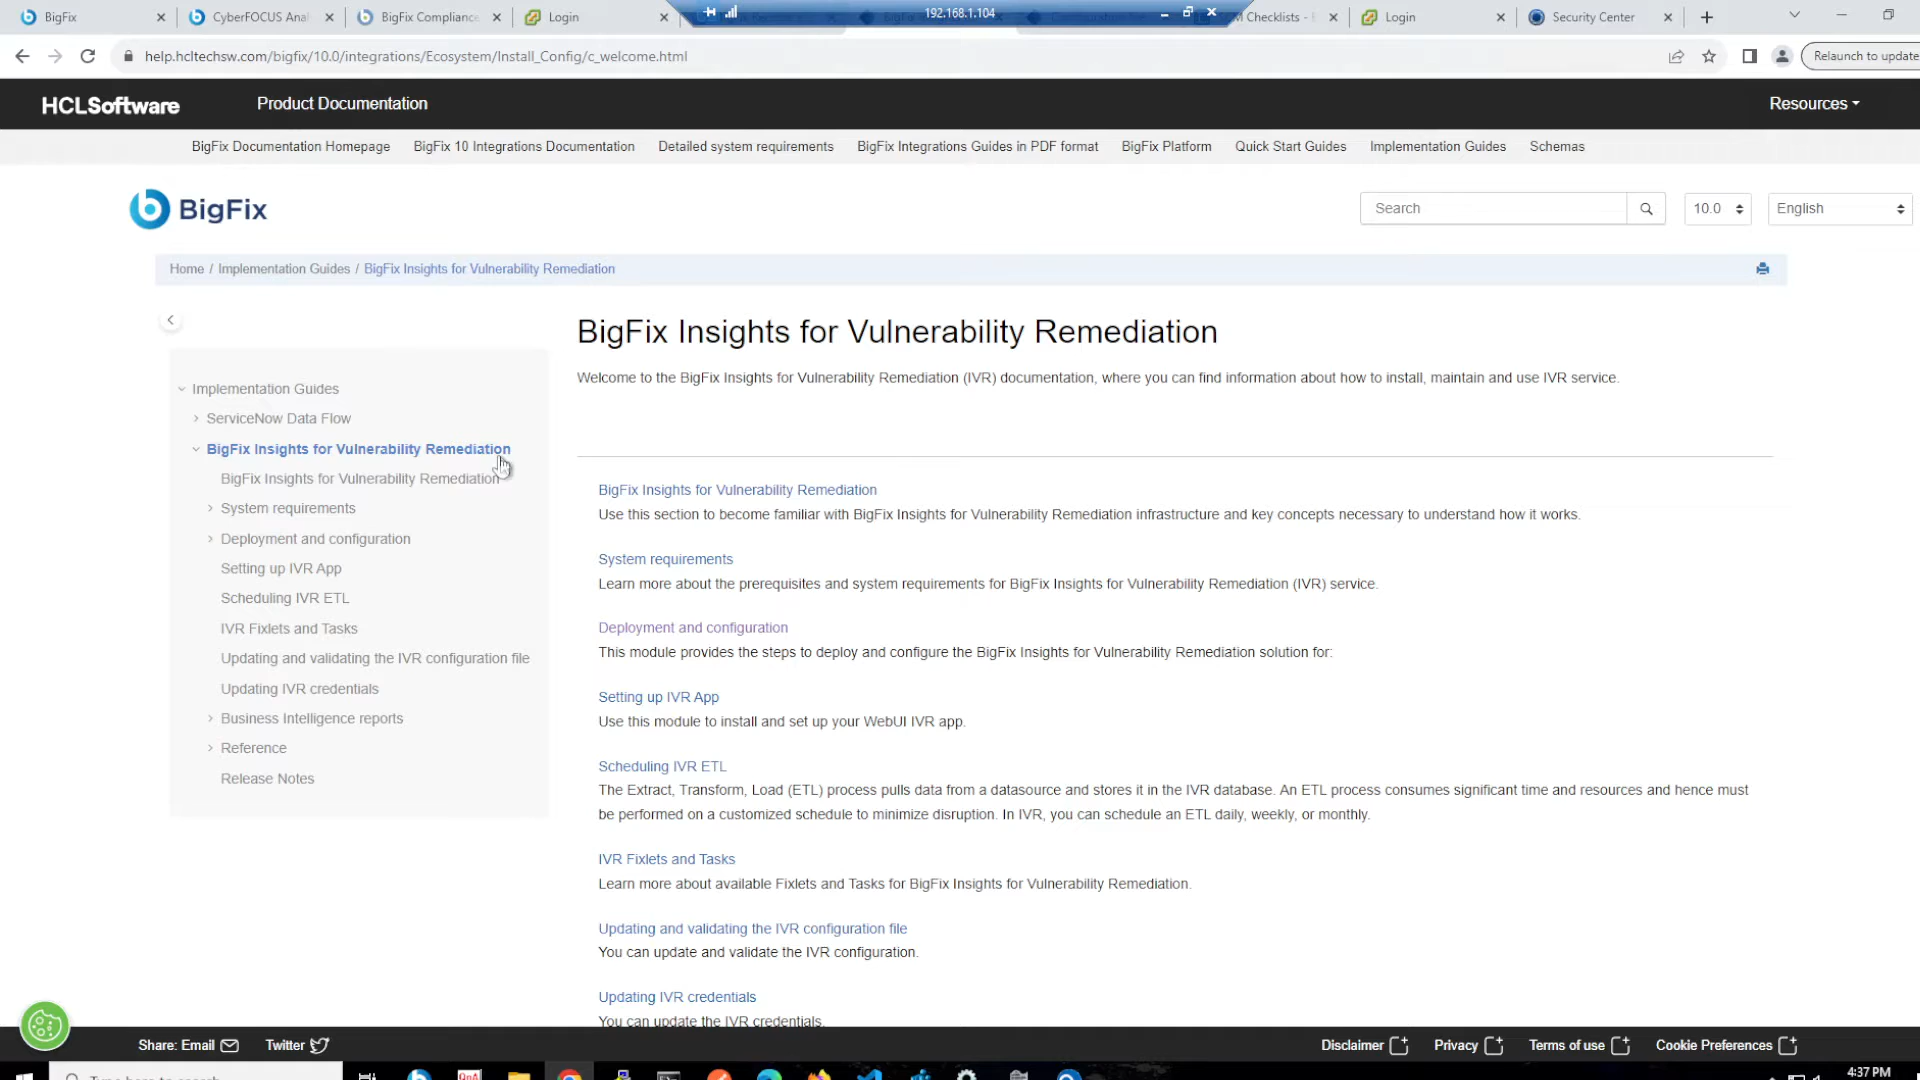 BigFix
CyberFOCUS Anal
BigFix Compliance
Login
192.168.1.104
M Checklists -
Login
Security Center
help.hcltechsw.com/bigfix/10.0/integrations/Ecosystem/Install_Config/c_welcome.html
Relaunch to update
HCLSoftware
Product Documentation
Resources
BigFix Documentation Homepage
BigFix 10 Integrations Documentation
Detailed system requirements
BigFix Integrations Guides in PDF format
BigFix Platform
Quick Start Guides
Implementation Guides
Schemas
BigFix
Search
10.0
English
Home / Implementation Guides / BigFix Insights for Vulnerability Remediation
Implementation Guides
ServiceNow Data Flow
BigFix Insights for Vulnerability Remediation
BigFix Insights for Vulnerability Remediation
System requirements
Deployment and configuration
Setting up IVR App
Scheduling IVR ETL
IVR Fixlets and Tasks
Updating and validating the IVR configuration file
Updating IVR credentials
Business Intelligence reports
Reference
Release Notes
BigFix Insights for Vulnerability Remediation
Welcome to the BigFix Insights for Vulnerability Remediation (IVR) documentation, where you can find information about how to install, maintain and use IVR service.
BigFix Insights for Vulnerability Remediation
Use this section to become familiar with BigFix Insights for Vulnerability Remediation infrastructure and key concepts necessary to understand how it works.
System requirements
Learn more about the prerequisites and system requirements for BigFix Insights for Vulnerability Remediation (IVR) service.
Deployment and configuration
This module provides the steps to deploy and configure the BigFix Insights for Vulnerability Remediation solution for:
Setting up IVR App
Use this module to install and set up your WebUI IVR app.
Scheduling IVR ETL
The Extract, Transform, Load (ETL) process pulls data from a datasource and stores it in the IVR database. An ETL process consumes significant time and resources and hence must
be performed on a customized schedule to minimize disruption. In IVR, you can schedule an ETL daily, weekly, or monthly.
IVR Fixlets and Tasks
Learn more about available Fixlets and Tasks for BigFix Insights for Vulnerability Remediation.
Updating and validating the IVR configuration file
You can update and validate the IVR configuration.
Updating IVR credentials
You can update the IVR credentials.
Share: Email
Twitter
Disclaimer
Privacy
Terms of use
Cookie Preferences
Type here to search
4:37 PM